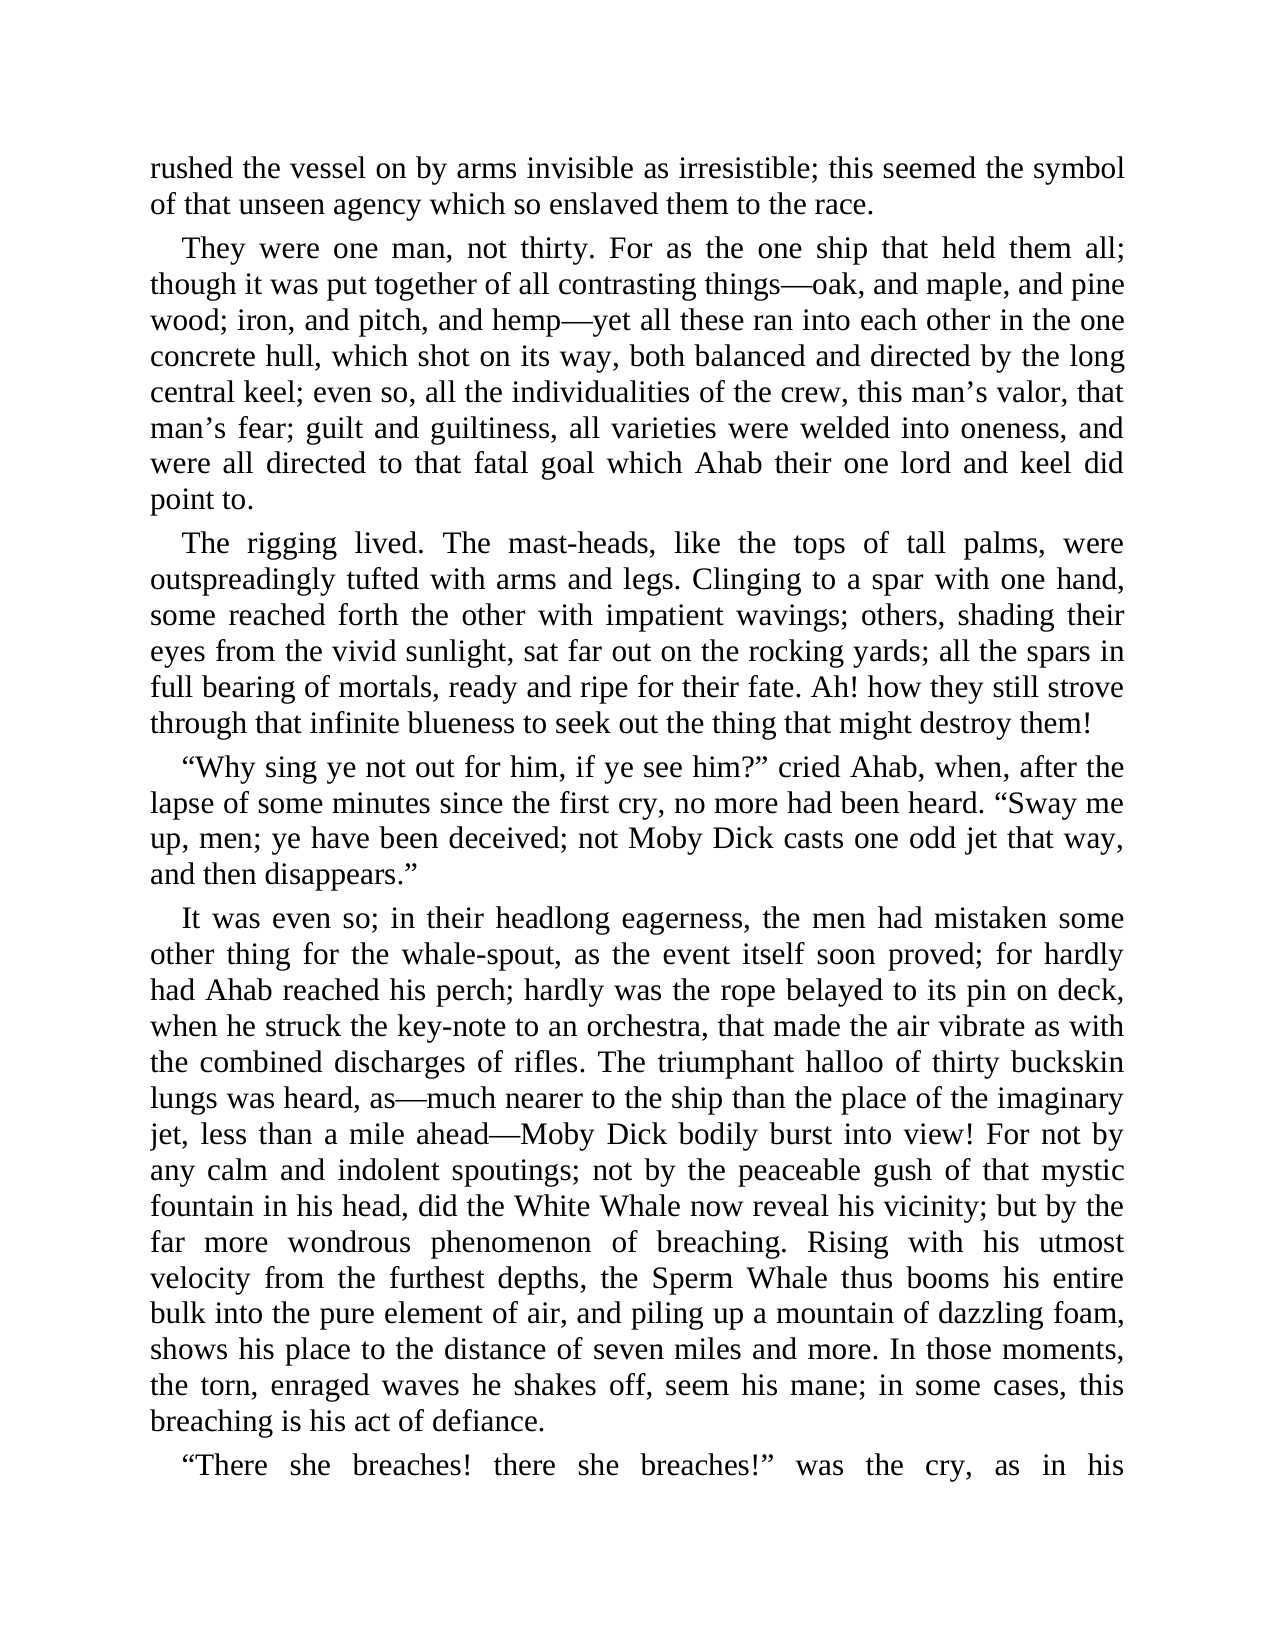 rushed the vessel on by arms invisible as irresistible; this seemed the symbol
of that unseen agency which so enslaved them to the race.
They were one man, not thirty. For as the one ship that held them all;
though it was put together of all contrasting things—oak, and maple, and pine
wood; iron, and pitch, and hemp—yet all these ran into each other in the one
concrete hull, which shot on its way, both balanced and directed by the long
central keel; even so, all the individualities of the crew, this man’s valor, that
man’s fear; guilt and guiltiness, all varieties were welded into oneness, and
were all directed to that fatal goal which Ahab their one lord and keel did
point to.
The rigging lived. The mast-heads, like the tops of tall palms, were
outspreadingly tufted with arms and legs. Clinging to a spar with one hand,
some reached forth the other with impatient wavings; others, shading their
eyes from the vivid sunlight, sat far out on the rocking yards; all the spars in
full bearing of mortals, ready and ripe for their fate. Ah! how they still strove
through that infinite blueness to seek out the thing that might destroy them!
“Why sing ye not out for him, if ye see him?” cried Ahab, when, after the
lapse of some minutes since the first cry, no more had been heard. “Sway me
up, men; ye have been deceived; not Moby Dick casts one odd jet that way,
and then disappears.”
It was even so; in their headlong eagerness, the men had mistaken some
other thing for the whale-spout, as the event itself soon proved; for hardly
had Ahab reached his perch; hardly was the rope belayed to its pin on deck,
when he struck the key-note to an orchestra, that made the air vibrate as with
the combined discharges of rifles. The triumphant halloo of thirty buckskin
lungs was heard, as—much nearer to the ship than the place of the imaginary
jet, less than a mile ahead—Moby Dick bodily burst into view! For not by
any calm and indolent spoutings; not by the peaceable gush of that mystic
fountain in his head, did the White Whale now reveal his vicinity; but by the
far more wondrous phenomenon of breaching. Rising with his utmost
velocity from the furthest depths, the Sperm Whale thus booms his entire
bulk into the pure element of air, and piling up a mountain of dazzling foam,
shows his place to the distance of seven miles and more. In those moments,
the torn, enraged waves he shakes off, seem his mane; in some cases, this
breaching is his act of defiance.
“There she breaches! there she breaches!” was the cry, as in his